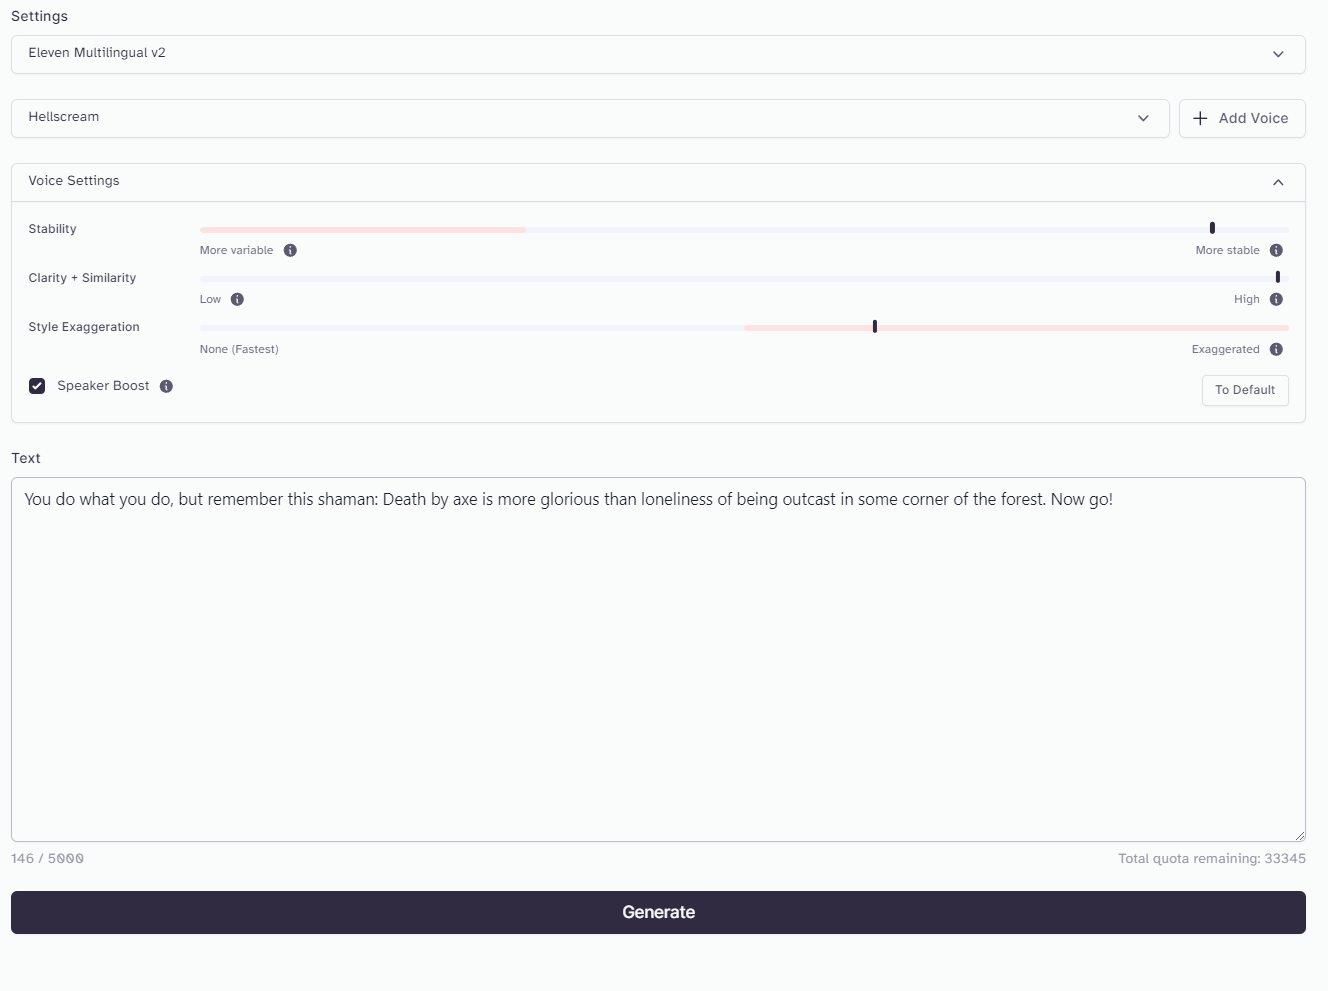 Settings
Eleven Multilingual v2
Hellscream
Add Voice
Voice Settings
Stability
More variable
More stable
Clarity + Similarity
Low
High
Style Exaggeration
None (Fastest)
Exaggerated
Speaker Boost
To Default
Text
You do what you do, but remember this shaman: Death by axe is more glorious than loneliness of being outcast in some corner of the forest. Now go!
146 / 5000
Total quota remaining: 33345
Generate